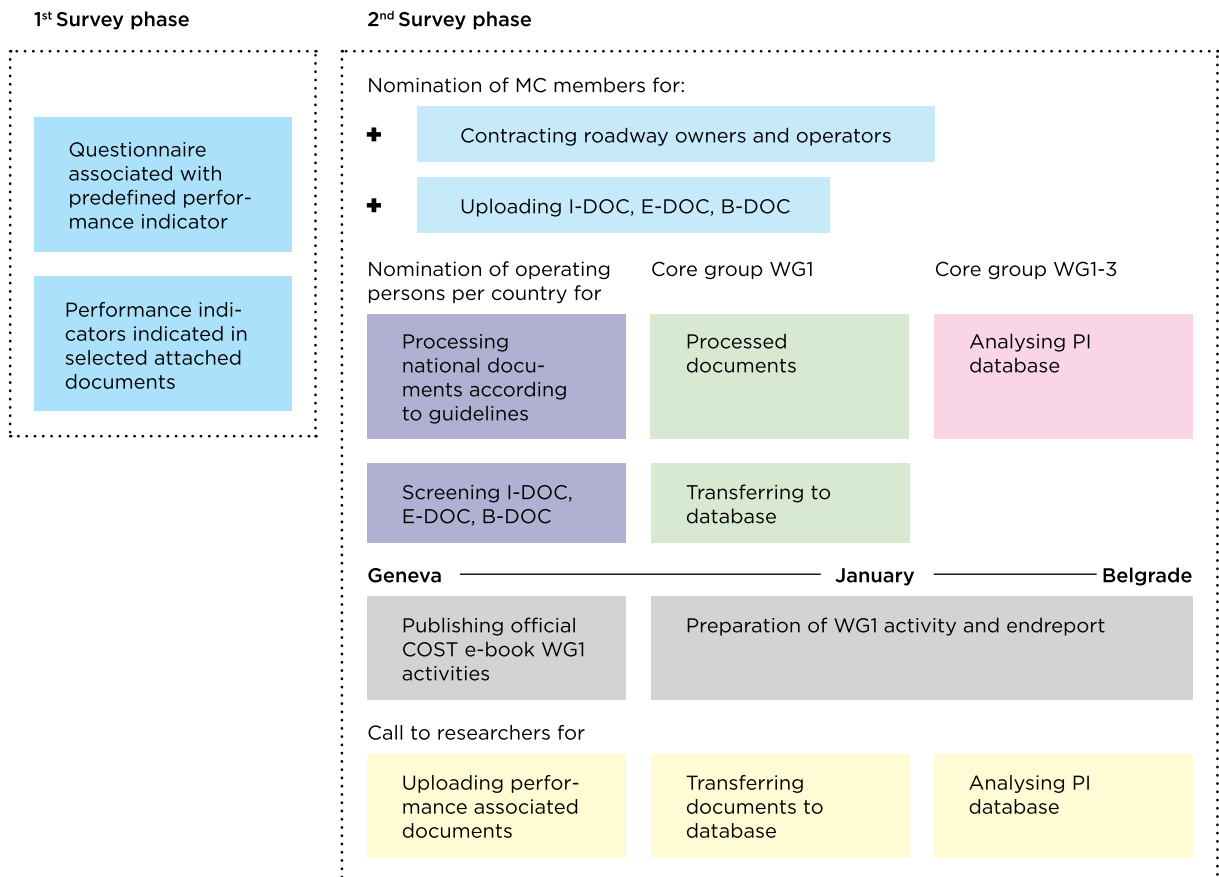 1st Survey phase
Questionnaire
associated with
predefined perfor-
mance indicator
Performance indi-
cators indicated in
selected attached
documents
2nd Survey phase
Nomination of MC members for:
+ Contracting roadway owners and operators
+ Uploading I-DOC, E-DOC, B-DOC
Nomination of operating
persons per country for
Processing
national docu-
ments according
to guidelines
Screening I-DOC,
E-DOC, B-DOC
Core group WG1
Processed
documents
Transferring to
database
Core group WG1-3
Analysing PI
database
Geneva January Belgrade
Publishing official
COST e-book WG1
activities
Preparation of WG1 activity and endreport
Call to researchers for
Uploading perfor-
mance associated
documents
Transferring
documents to
database
Analysing PI
database